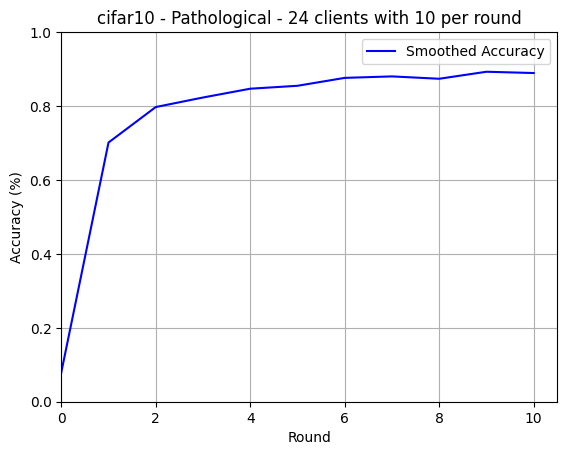 cifar10 - Pathological - 24 clients with 10 per round
Smoothed Accuracy
Accuracy (%)
1.0
0.8
0.6
0.4
0.2
0.0
0 2 4 6 8 10
Round